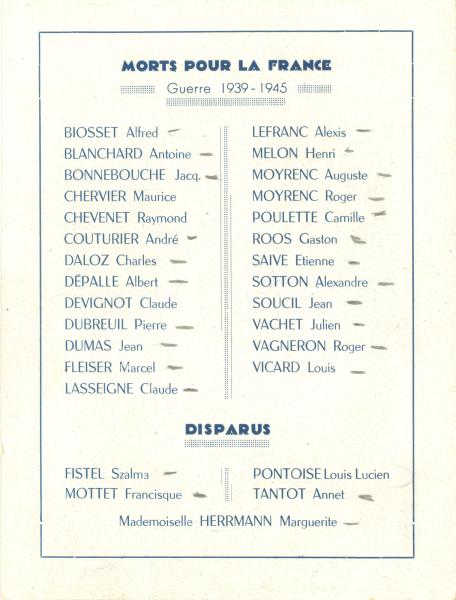 MORTS POUR LA FRANCE
Guerre 1939-1945
BIOSSET Alfred
BLANCHARD Antoine
BONNEBOUCHE Jacq.
CHERVIER Maurice
CHEVENET Raymond
COUTURIER André
DALOZ Charles
DÉPALLE Albert
DEVIGNOT Claude
DUBREUIL Pierre
DUMAS Jean
FLEISER Marcel
LASSEIGNE Claude
LEFRANC Alexis
MELON Henri
MOYRENC Auguste
MOYRENC Roger
POULETTE Camille
ROOS Gaston
SAIVE Etienne
SOTTON Alexandre
SOUCIL Jean
VACHET Julien
VAGNERON Roger
VICARD Louis
DISPARUS
FISTEL Szalma
MOTTET Francisque
PONTOISE Louis Lucien
TANTOT Annet
Mademoiselle HERRMANN Marguerite